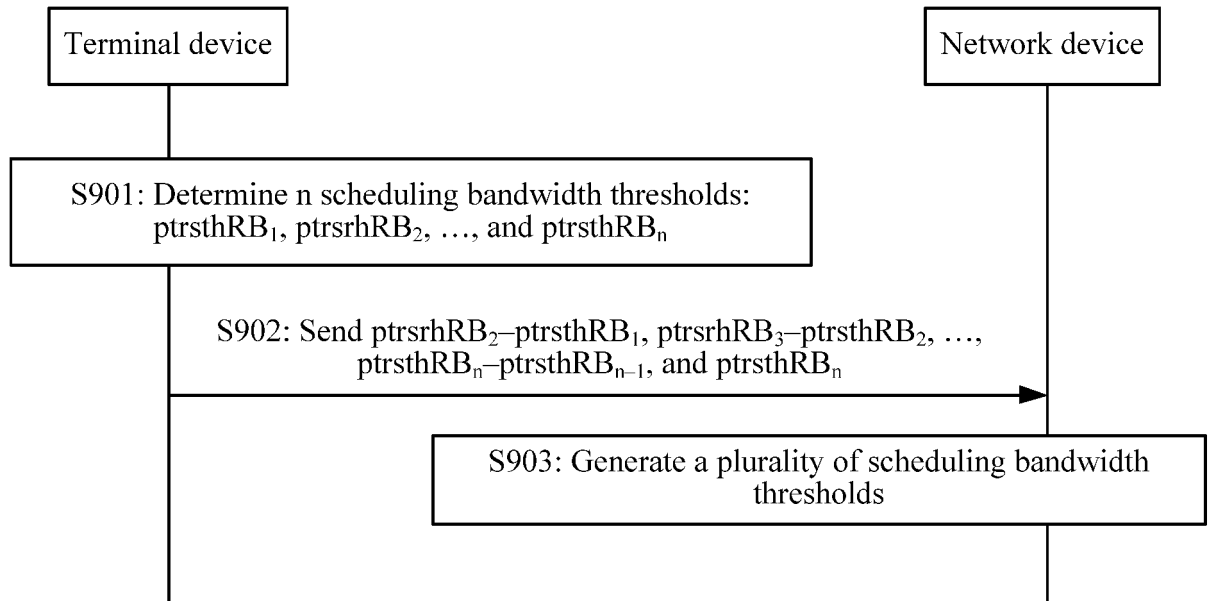 Terminal device
Network device
S901: Determine n scheduling bandwidth thresholds:
ptrsthRB₁, ptrsrhRB₂, …, and ptrsthRBₙ
S902: Send ptrsrhRB₂–ptrsthRB₁, ptrsrhRB₃–ptrsthRB₂, …,
ptrsthRBₙ–ptrsthRBₙ₋₁, and ptrsthRBₙ
S903: Generate a plurality of scheduling bandwidth
thresholds